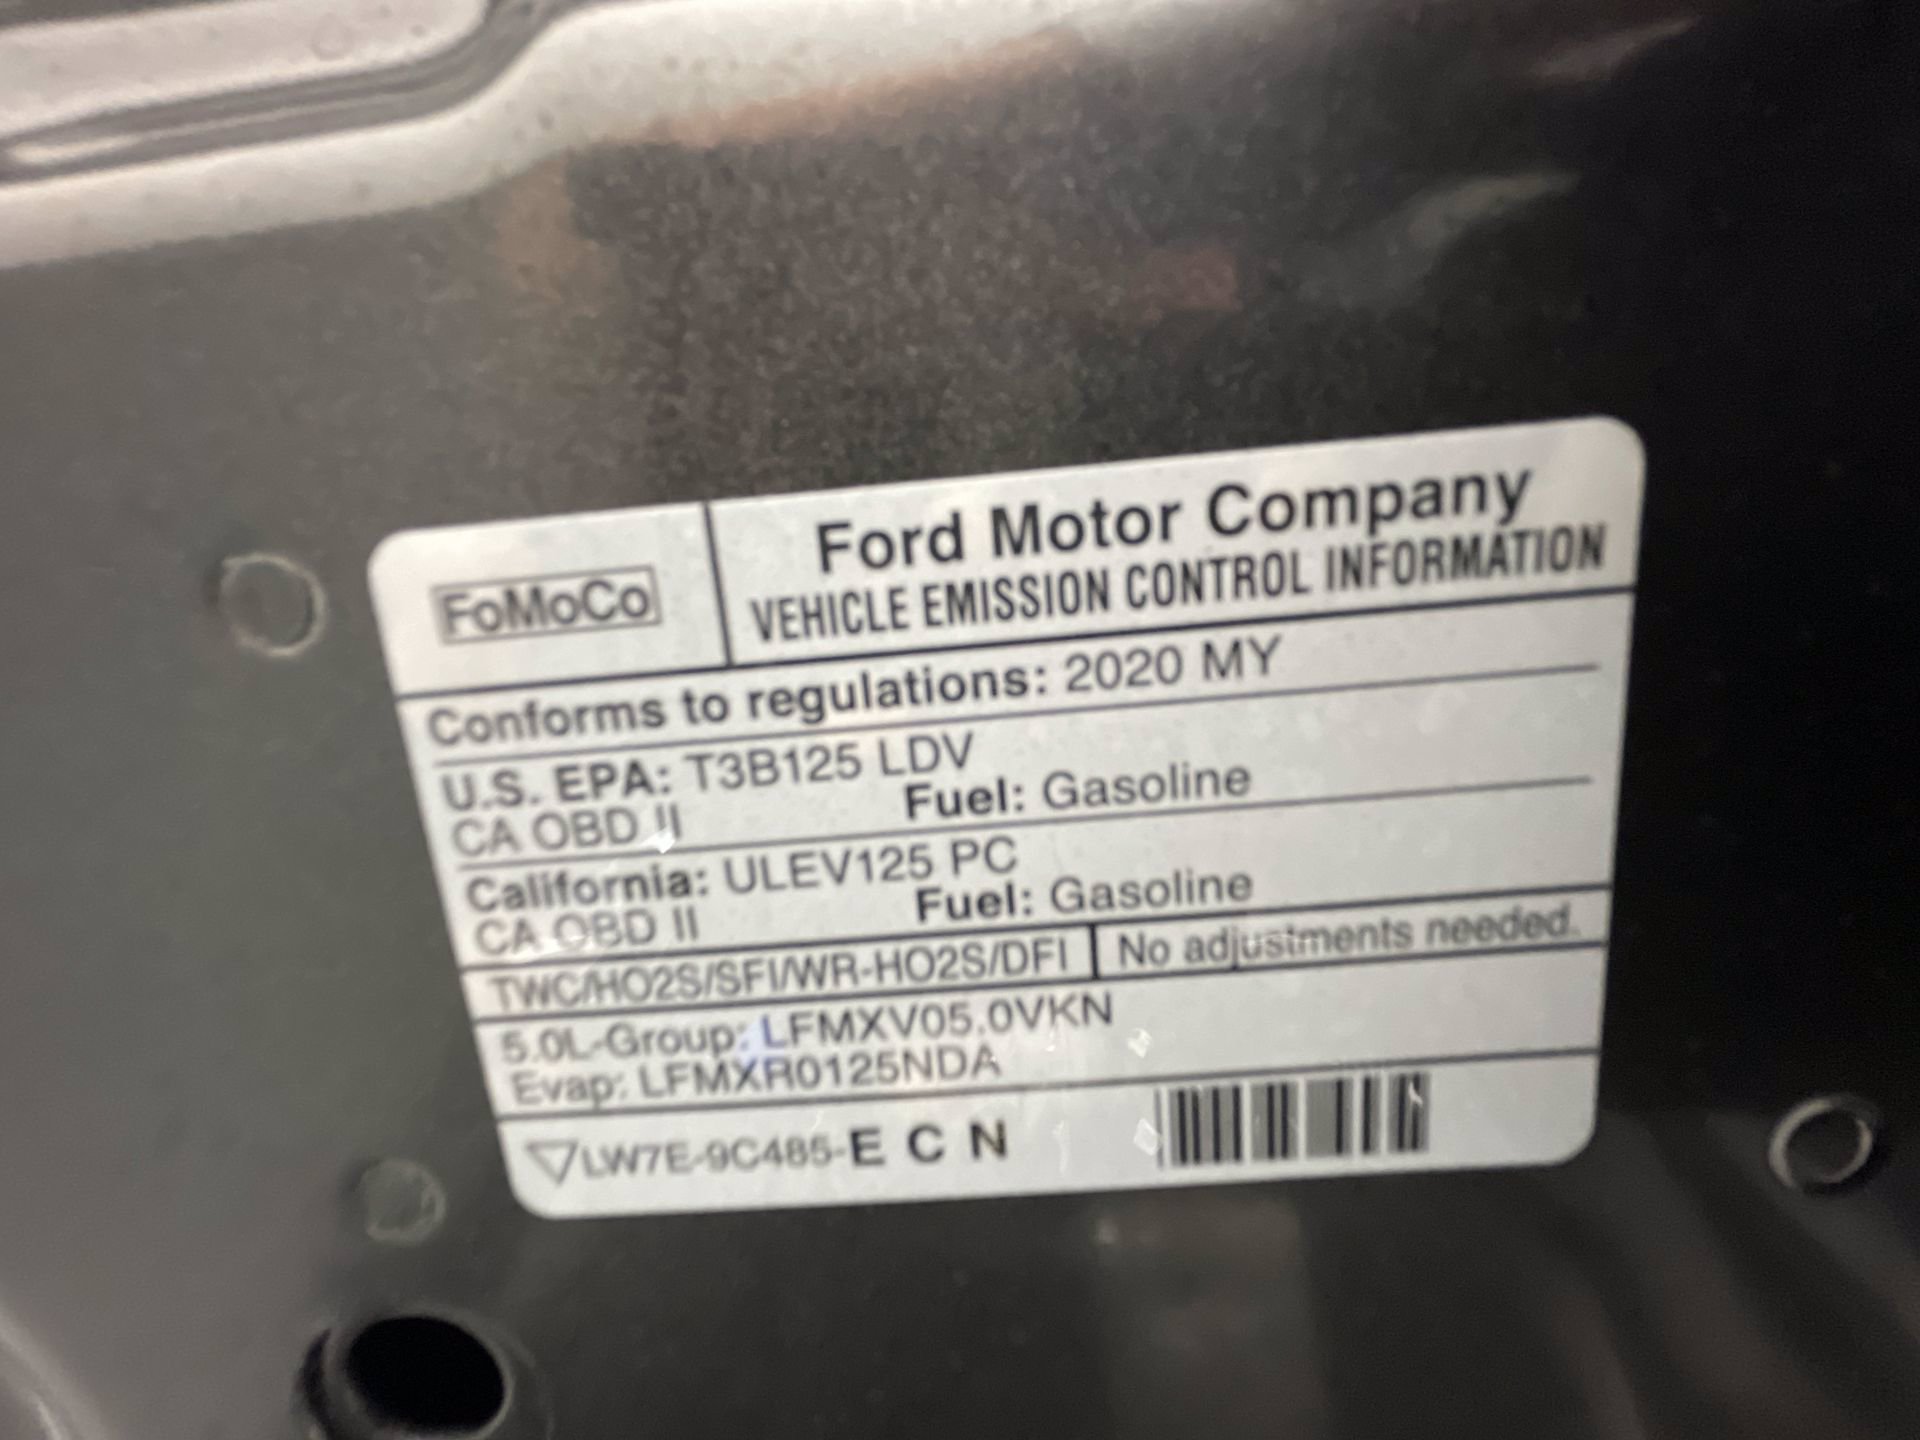 FoMoCo
Ford Motor Company
VEHICLE EMISSION CONTROL INFORMATION
Conforms to regulations: 2020 MY
U.S. EPA: T3B125 LDV
CA OBD II Fuel: Gasoline
California: ULEV125 PC
CA OBD II Fuel: Gasoline
TWC/HO2S/SFI/WR-HO2S/DFI No adjustments needed.
5.0L-Group: LFMXV05.0VKN
Evap: LFMXR0125NDA
LW7E-9C485-E C N